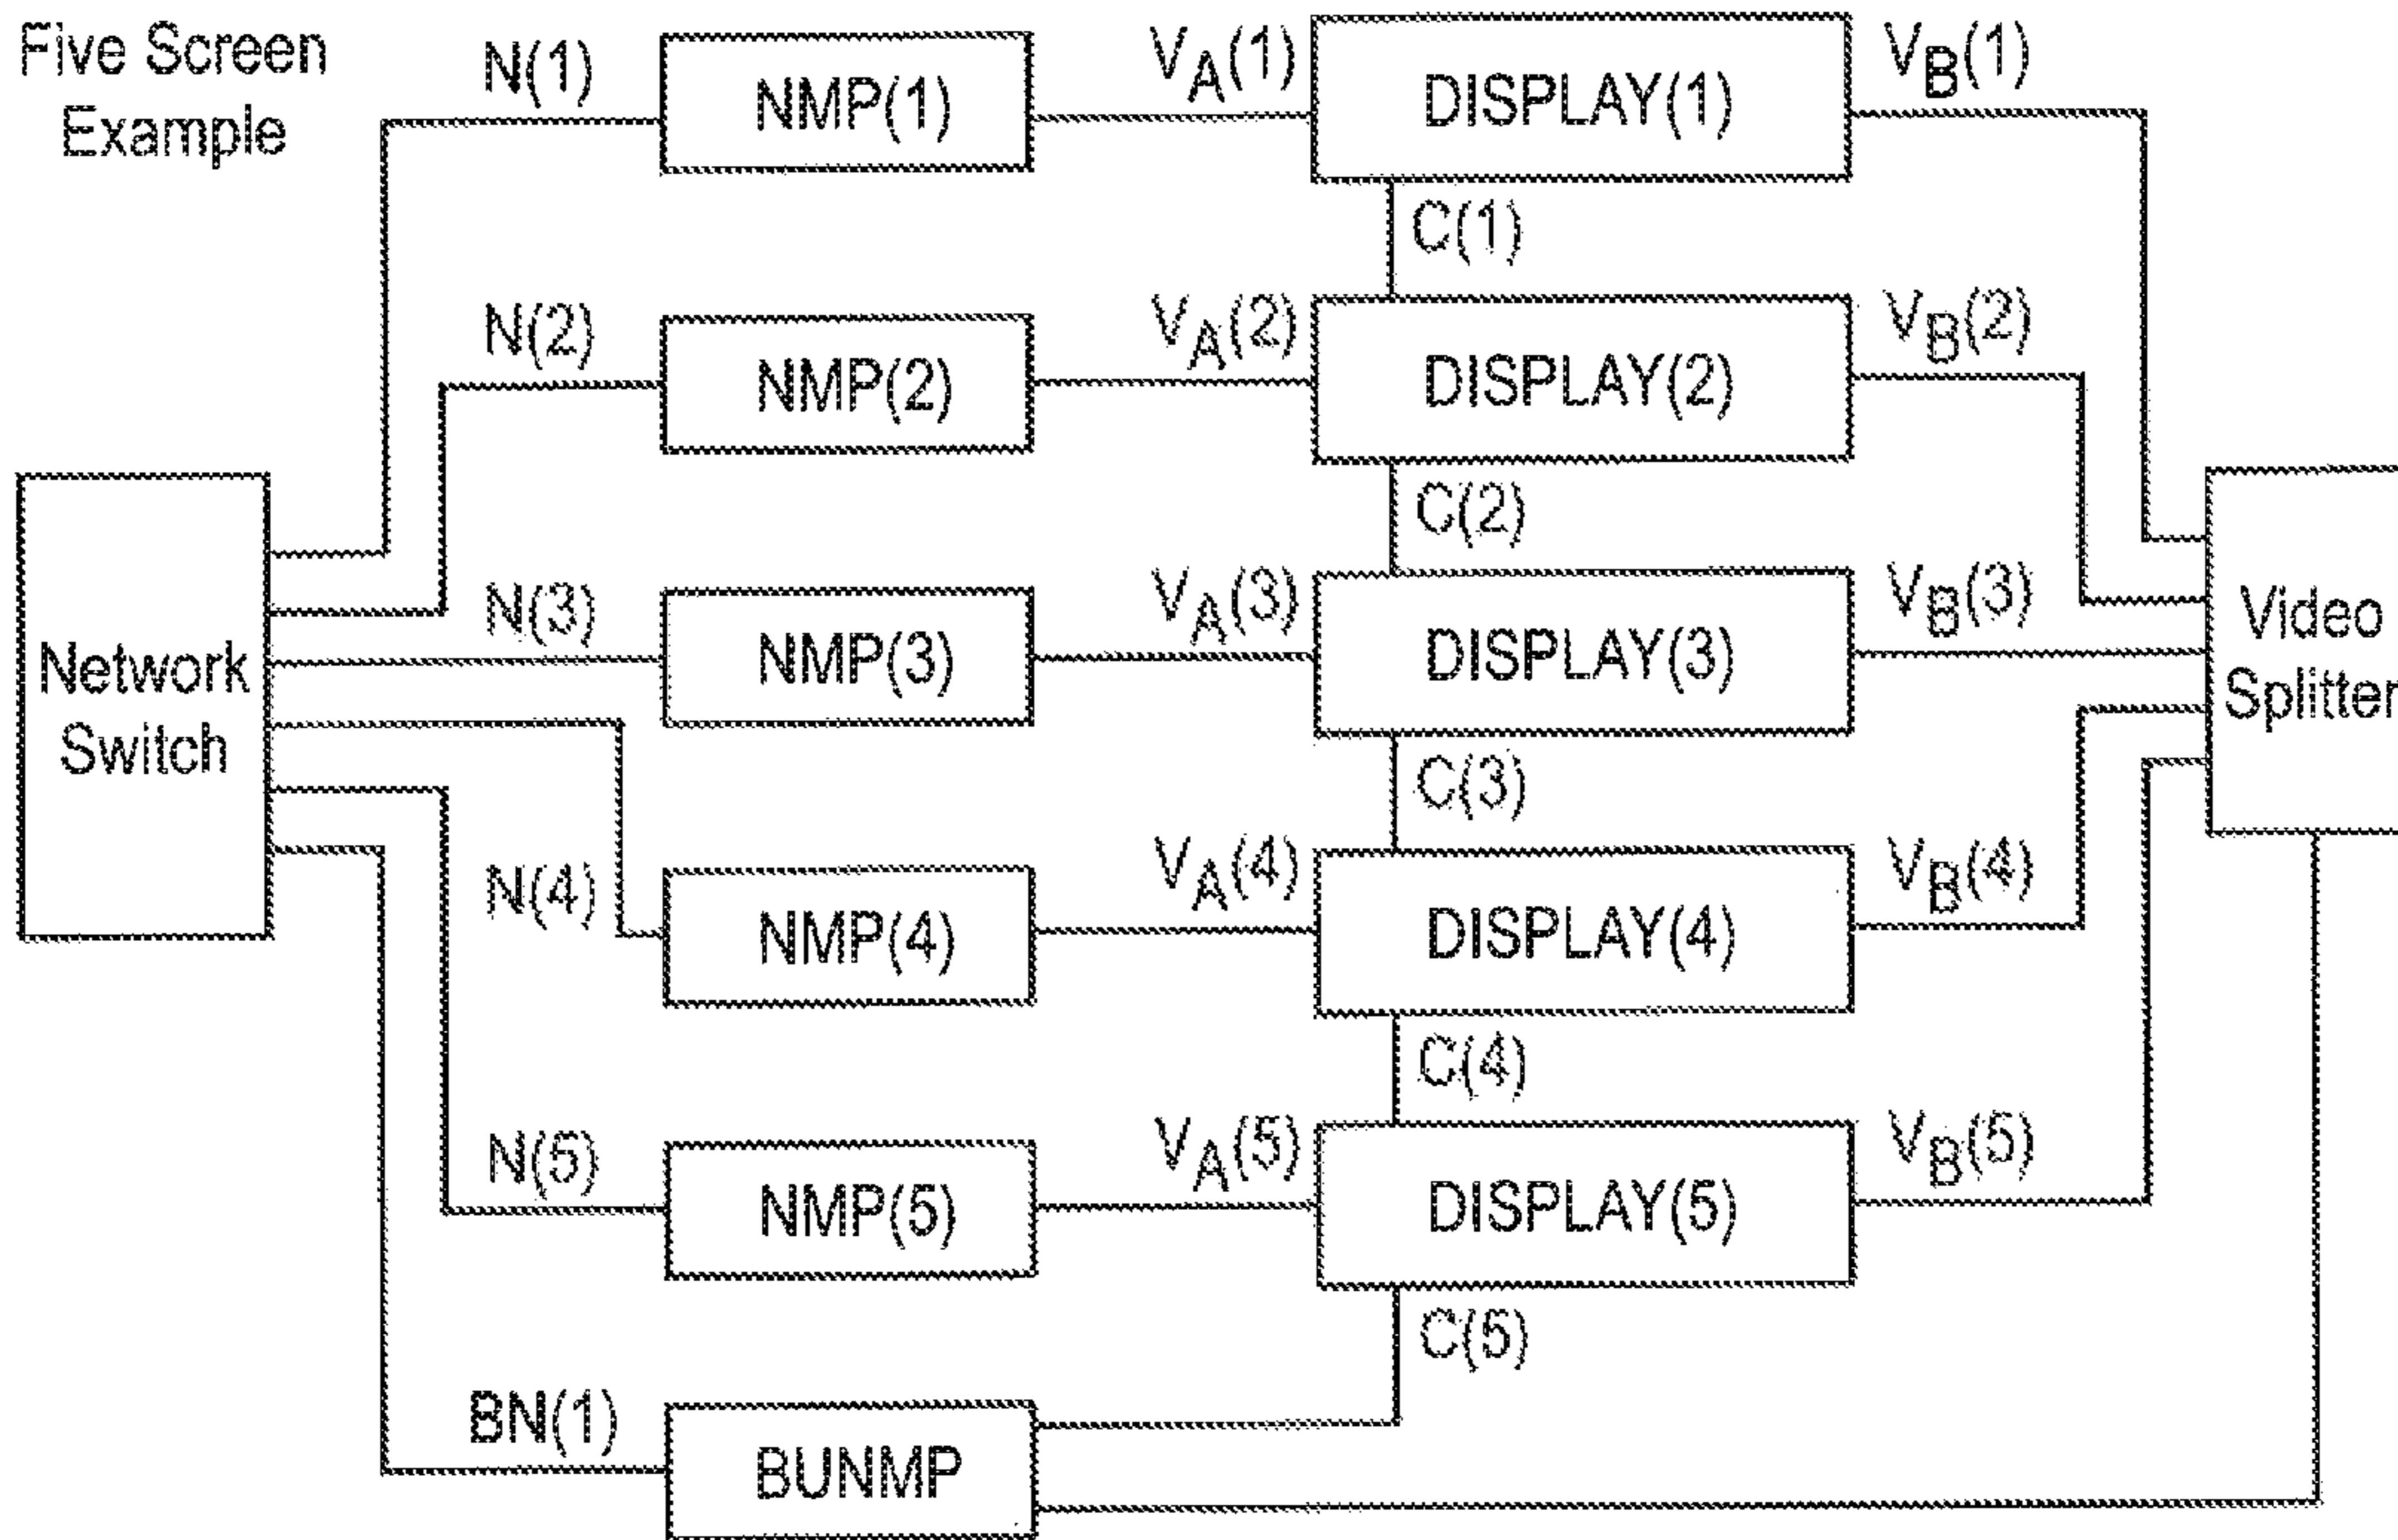 Five Screen
Example
N(1)
NMP(1)
VA(1)
DISPLAY(1)
VB(1)
C(1)
N(2)
NMP(2)
VA(2)
DISPLAY(2)
VB(2)
C(2)
Network
Switch
N(3)
NMP(3)
VA(3)
DISPLAY(3)
VB(3)
Video
Splitter
C(3)
N(4)
NMP(4)
VA(4)
DISPLAY(4)
VB(4)
C(4)
N(5)
NMP(5)
VA(5)
DISPLAY(5)
VB(5)
C(5)
BN(1)
BUNMP